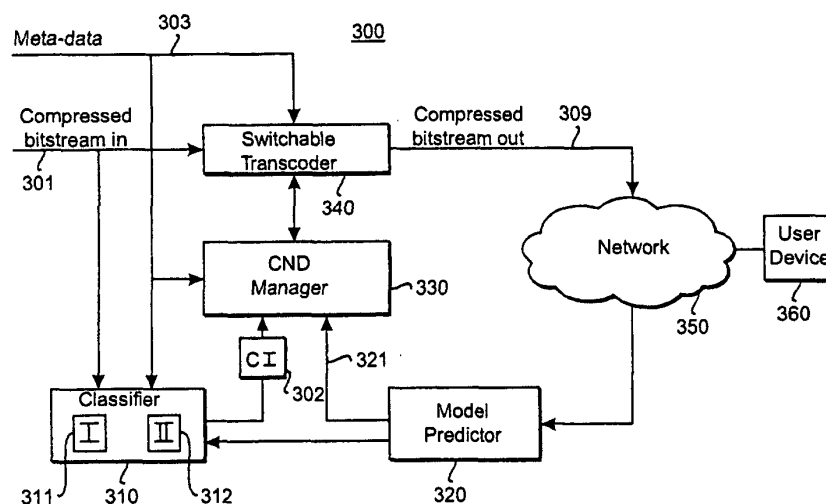 303
300
Meta-data
Compressed
bitstream in
301
Switchable
Transcoder
340
Compressed
bitstream out
309
Network
350
User
Device
360
CND
Manager
330
CI
302
321
Classifier
I
II
311
310
312
Model
Predictor
320